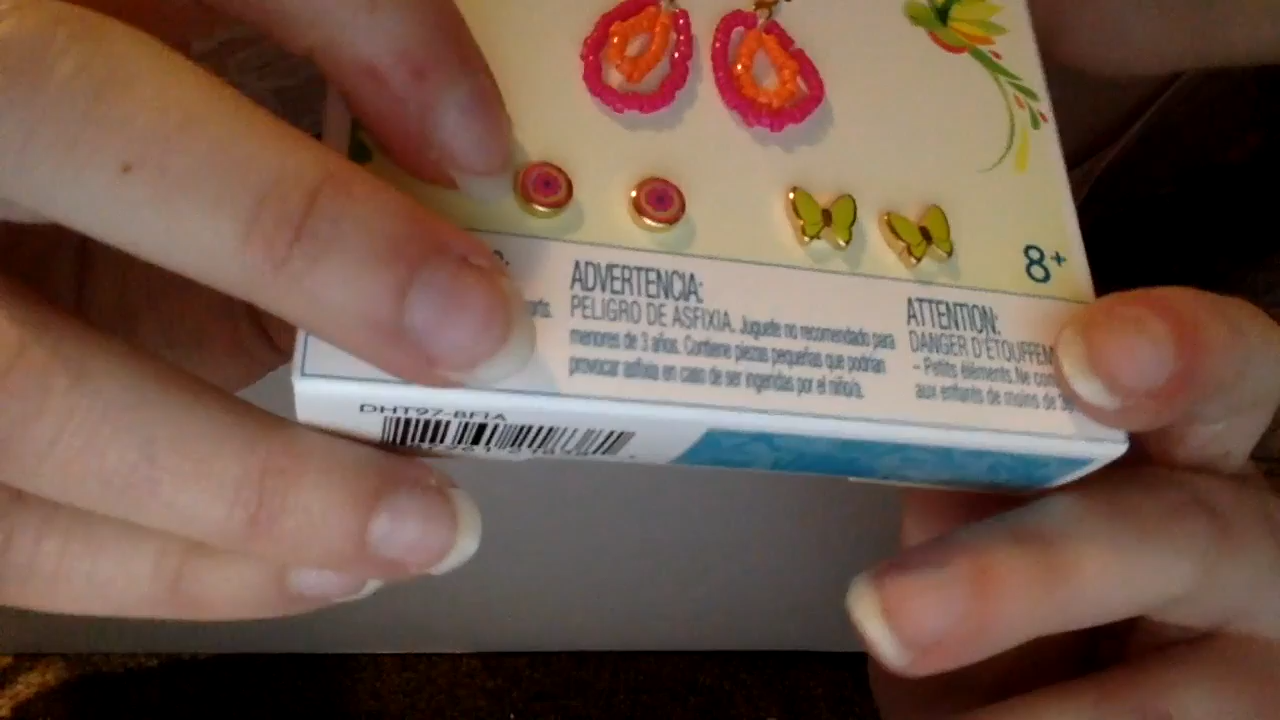 8+
ADVERTENCIA:
PELIGRO DE ASFIXIA. Juguete no recomendado para
menores de 3 años. Contiene piezas pequeñas que podrían
provocar asfixia en caso de ser ingeridas por el niño/a.
ATTENTION:
DANGER D'ÉTOUFFEM
– Petits éléments. Ne con
aux enfants de moins de 3
DHT97-BF1A